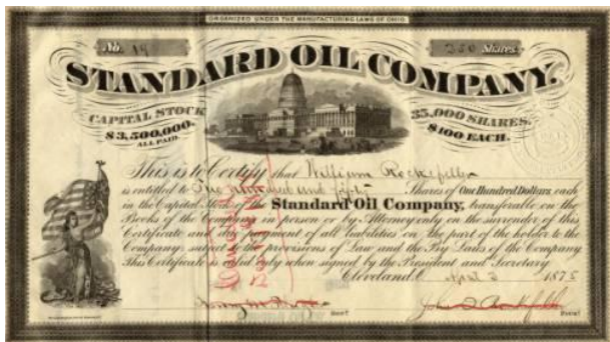 ORGANIZED UNDER THE MANUFACTURING LAWS OF OHIO.
No. 19
250 Shares
STANDARD OIL COMPANY.
CAPITAL STOCK
$3,500,000.
ALL PAID.
35,000 SHARES.
$100 EACH.
This is to Certify that William Rockefeller
is entitled to Shares of One Hundred Dollars each
in the Capital Stock of the Standard Oil Company, transferable on the
Books of the Company in person or by Attorney only on the surrender of this
Certificate and the payment of all liabilities on the part of the holder to the
Company, subject to the provisions of Law and the By Laws of the Company
This Certificate is valid only when signed by the President and Secretary
Cleveland, O. April 1875
Sec'y
John D Rockefeller